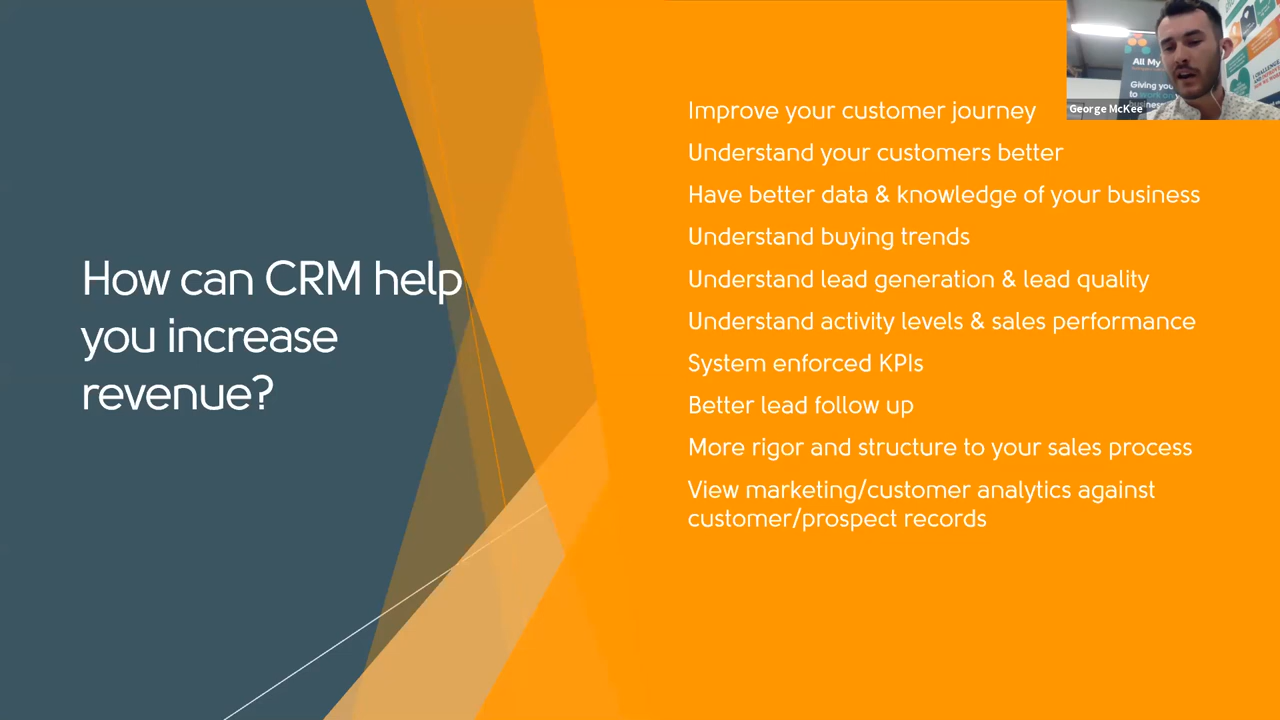 How can CRM help
you increase
revenue?
Improve your customer journey
Understand your customers better
Have better data & knowledge of your business
Understand buying trends
Understand lead generation & lead quality
Understand activity levels & sales performance
System enforced KPIs
Better lead follow up
More rigor and structure to your sales process
View marketing/customer analytics against
customer/prospect records
All My
Giving you
to work
George McKee
I CHALLENGE